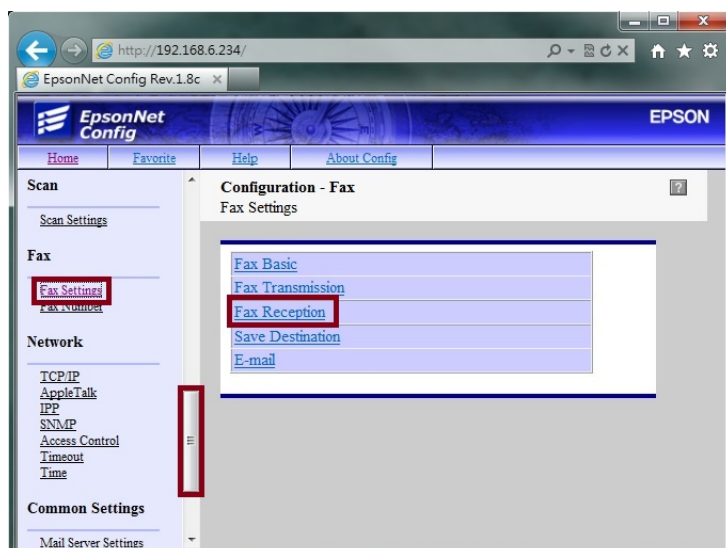 http://192.168.6.234/
EpsonNet Config Rev.1.8c
EpsonNet
Config
EPSON
Home Favorite Help About Config
Scan
Scan Settings
Fax
Fax Settings
Fax Number
Network
TCP/IP
AppleTalk
IPP
SNMP
Access Control
Timeout
Time
Common Settings
Mail Server Settings
Configuration - Fax
?
Fax Settings
Fax Basic
Fax Transmission
Fax Reception
Save Destination
E-mail